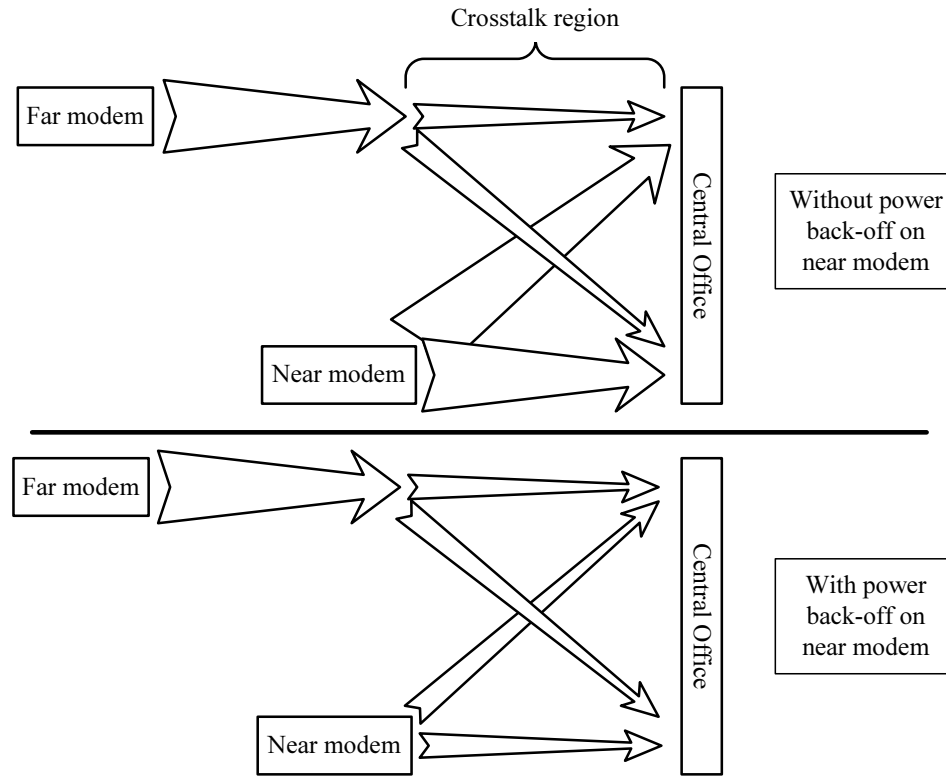 Crosstalk region
Far modem
Central Office
Without power
back-off on
near modem
Near modem
Far modem
Central Office
With power
back-off on
near modem
Near modem